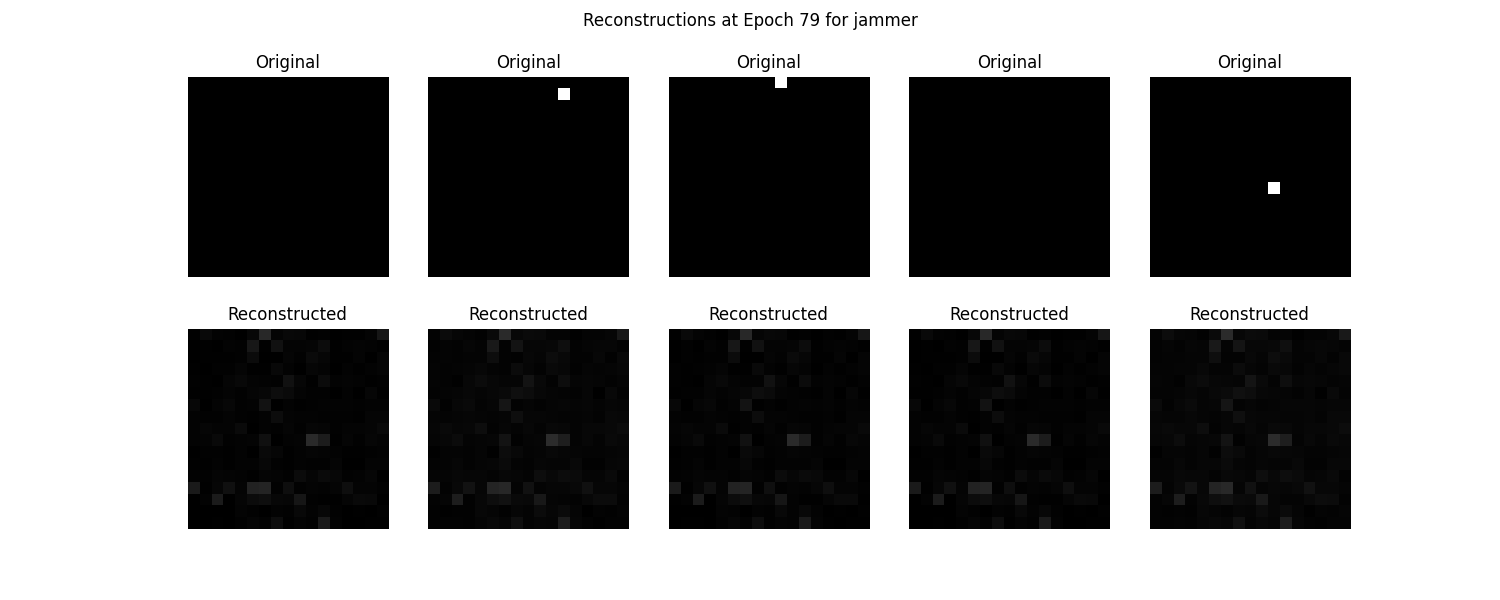 Reconstructions at Epoch 79 for jammer
Original Original Original Original Original
Reconstructed Reconstructed Reconstructed Reconstructed Reconstructed